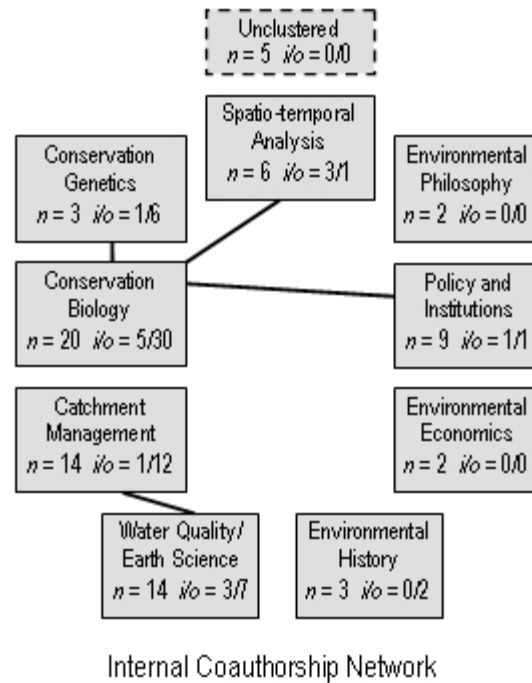 Unclustered
n = 5 i/o = 0/0
Spatio-temporal
Analysis
n = 6 i/o = 3/1
Conservation
Genetics
n = 3 i/o = 1/6
Environmental
Philosophy
n = 2 i/o = 0/0
Conservation
Biology
n = 20 i/o = 5/30
Policy and
Institutions
n = 9 i/o = 1/1
Catchment
Management
n = 14 i/o = 1/12
Environmental
Economics
n = 2 i/o = 0/0
Water Quality/
Earth Science
n = 14 i/o = 3/7
Environmental
History
n = 3 i/o = 0/2
Internal Coauthorship Network